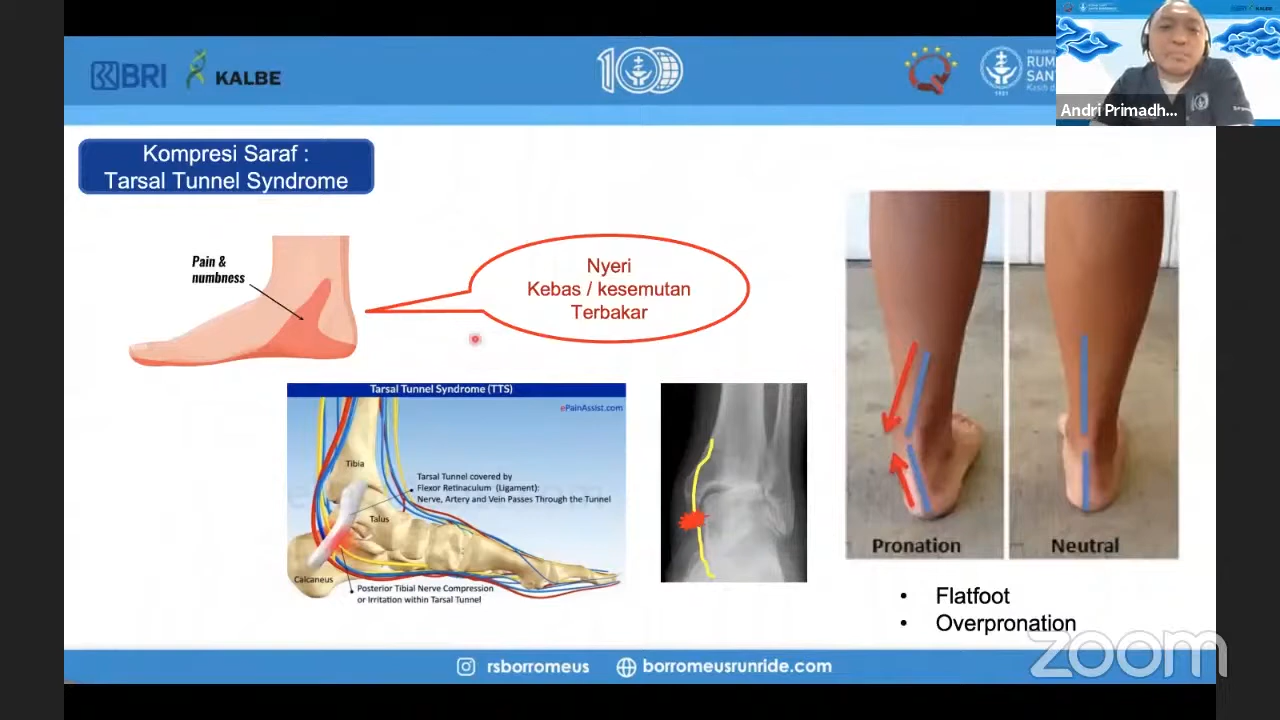 BRI
KALBE
100
RUM
SAN
1921
Andri Primadh...
Kompresi Saraf :
Tarsal Tunnel Syndrome
Pain &
numbness
Nyeri
Kebas / kesemutan
Terbakar
Tarsal Tunnel Syndrome (TTS)
ePainAssist.com
Tibia
Tarsal Tunnel covered by
Flexor Retinaculum (Ligament):
Nerve, Artery and Vein Passes Through the Tunnel
Talus
Calcaneus
Posterior Tibial Nerve Compression
or Irritation within Tarsal Tunnel
Pronation
Neutral
• Flatfoot
• Overpronation
zoom
rsborromeus
borromeusrunride.com